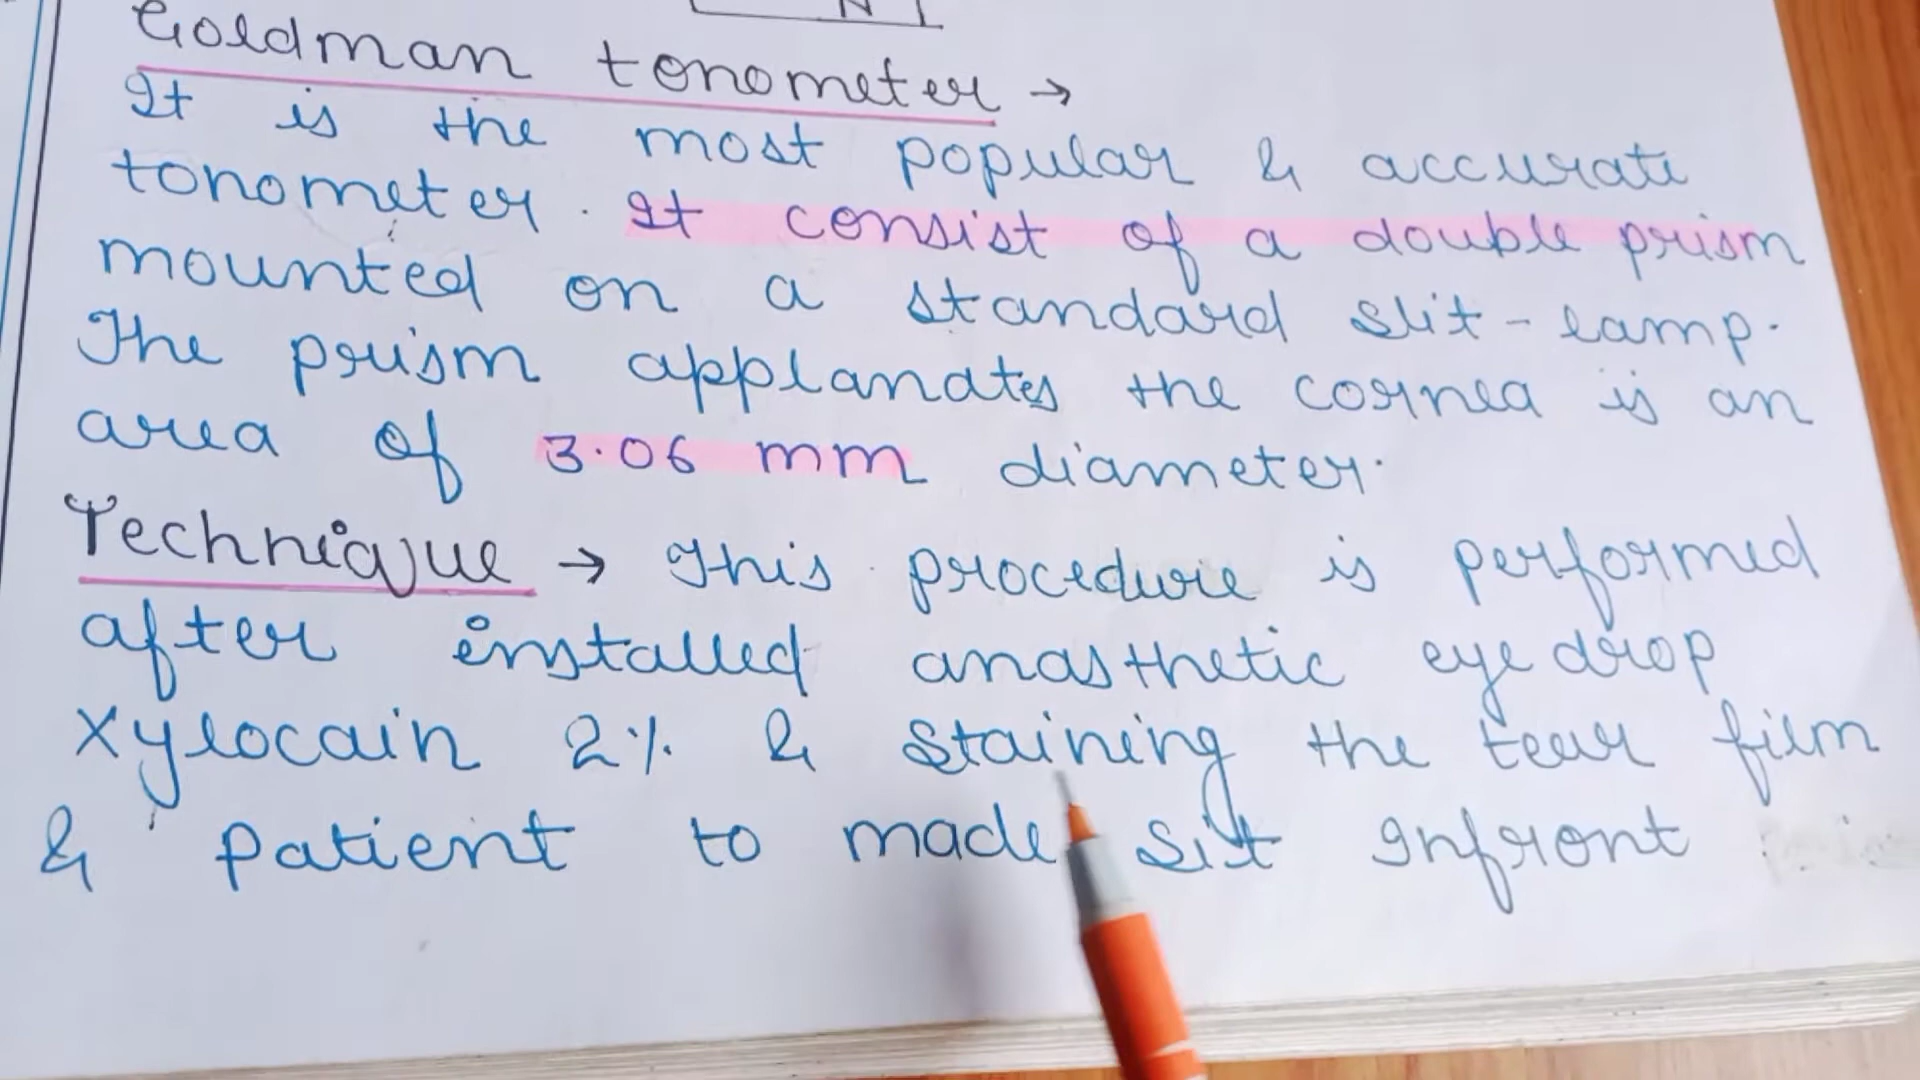 N L
Goldman tonometer →
It is the most popular & accurate
tonometer. It consist of a double prism
mounted on a standard slit-lamp.
The prism applanates the cornea is an
area of 3.06 mm diameter.
Technique → This procedure is performed
after installed anasthetic eye drop
Xylocain 2% & staining the tear film
& patient to made sit Infront